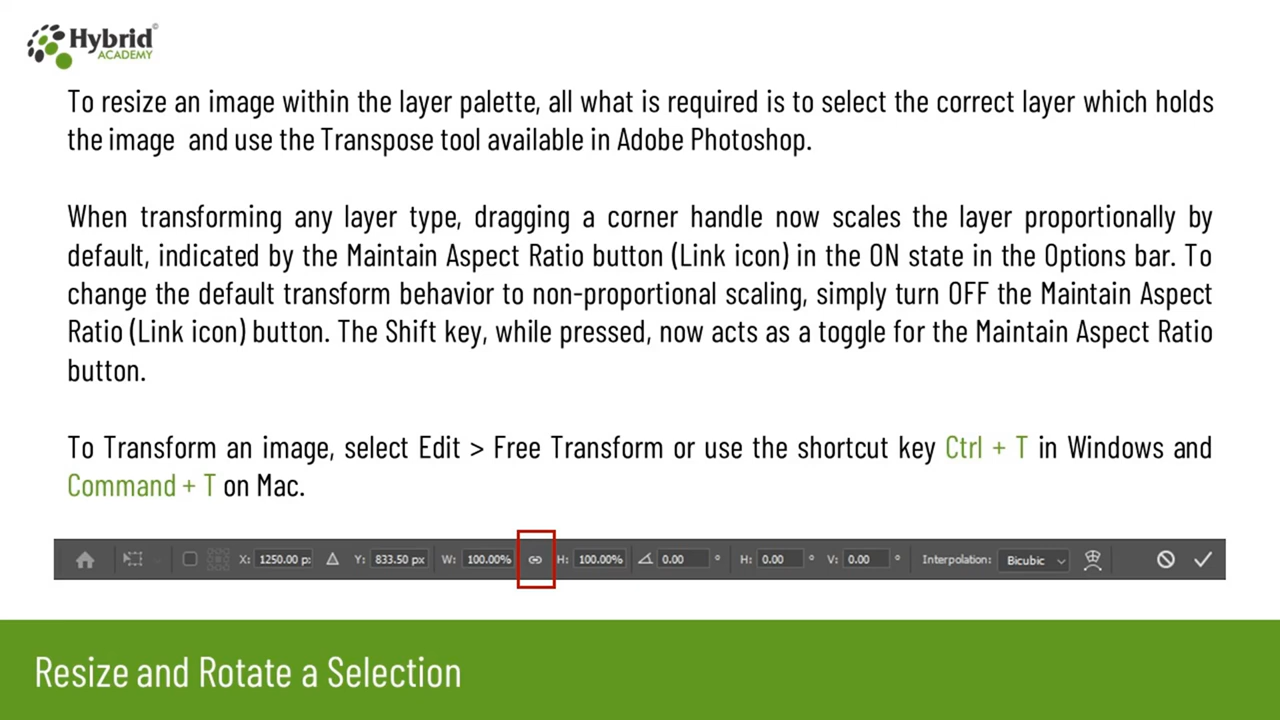 Hybrid
ACADEMY
©
To resize an image within the layer palette, all what is required is to select the correct layer which holds
the image  and use the Transpose tool available in Adobe Photoshop.
When transforming any layer type, dragging a corner handle now scales the layer proportionally by
default, indicated by the Maintain Aspect Ratio button (Link icon) in the ON state in the Options bar. To
change the default transform behavior to non-proportional scaling, simply turn OFF the Maintain Aspect
Ratio (Link icon) button. The Shift key, while pressed, now acts as a toggle for the Maintain Aspect Ratio
button.
To Transform an image, select Edit > Free Transform or use the shortcut key Ctrl + T in Windows and
Command + T on Mac.
X: 1250.00 p: Y: 833.50 px W: 100.00% H: 100.00% 0.00 ° H: 0.00 ° V: 0.00 ° Interpolation: Bicubic
Resize and Rotate a Selection